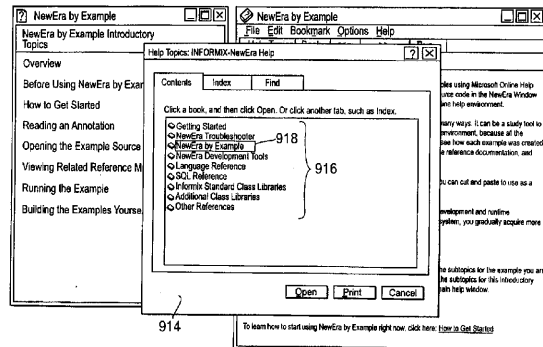 NewEra by Example
NewEra by Example Introductory
Topics
Overview
Before Using NewEra by Exar
How to Get Started
Reading an Annotation
Opening the Example Source
Viewing Related Reference M
Running the Example
Building the Examples Yourse
NewEra by Example
File Edit Bookmark Options Help
Help Topics: INFORMIX-NewEra Help
Contents Index Find
Click a book, and then click Open. Or click another tab, such as Index.
Getting Started
NewEra Troubleshooter
NewEra by Example
NewEra Development Tools
Language Reference
SQL Reference
Informix Standard Class Libraries
Additional Class Libraries
Other References
918
916
Open Print Cancel
914
ples using Microsoft Online Help
urce code in the NewEra Window
ne help environment.
many ways. It can be a study tool to
environment, because all the
see how each example was created
e reference documentation, and
ou can cut and paste to use as a
evelopment and runtime
system, you gradually acquire more
he subtopics for the example you are
the subtopics for this introductory
ain help window.
To learn how to start using NewEra by Example right now, click here: How to Get Started